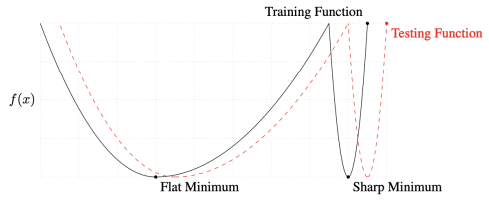 Training Function
Testing Function
f(x)
Flat Minimum
Sharp Minimum